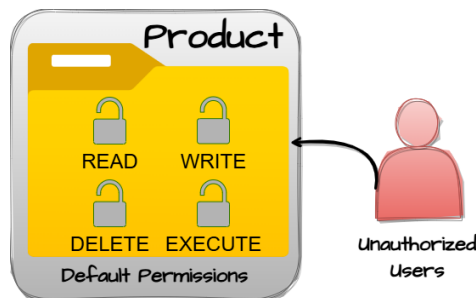 Product
READ WRITE
DELETE EXECUTE
Default Permissions
Unauthorized
Users